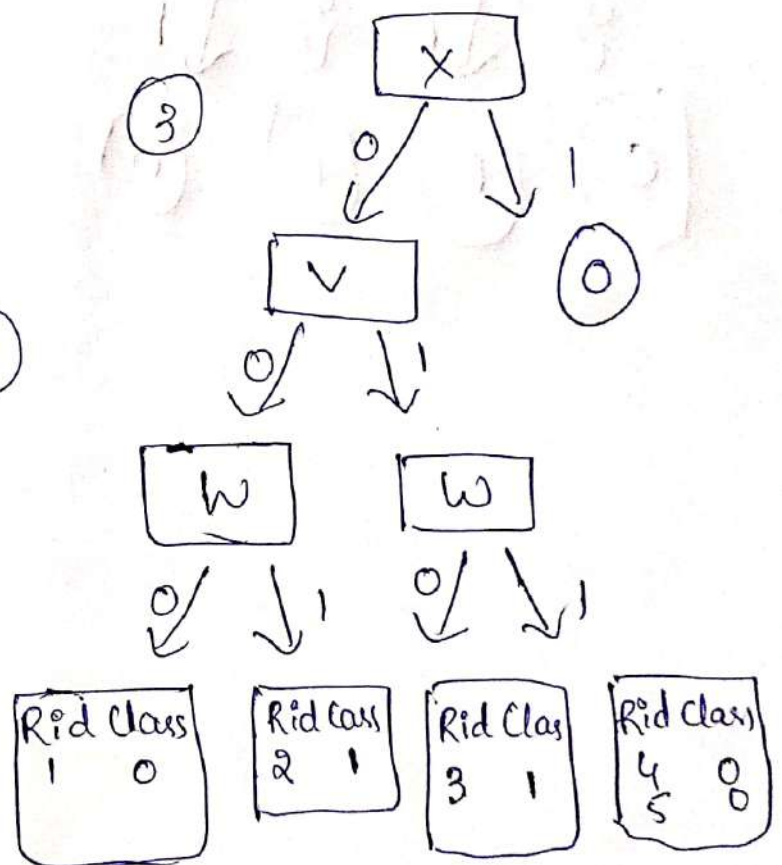 X
3
0 1
V
0
0 1
W W
0 1 0 1
Rid Class
1 0
Rid Cass
2 1
Rid Clas
3 1
Rid Class
4 0
5 0